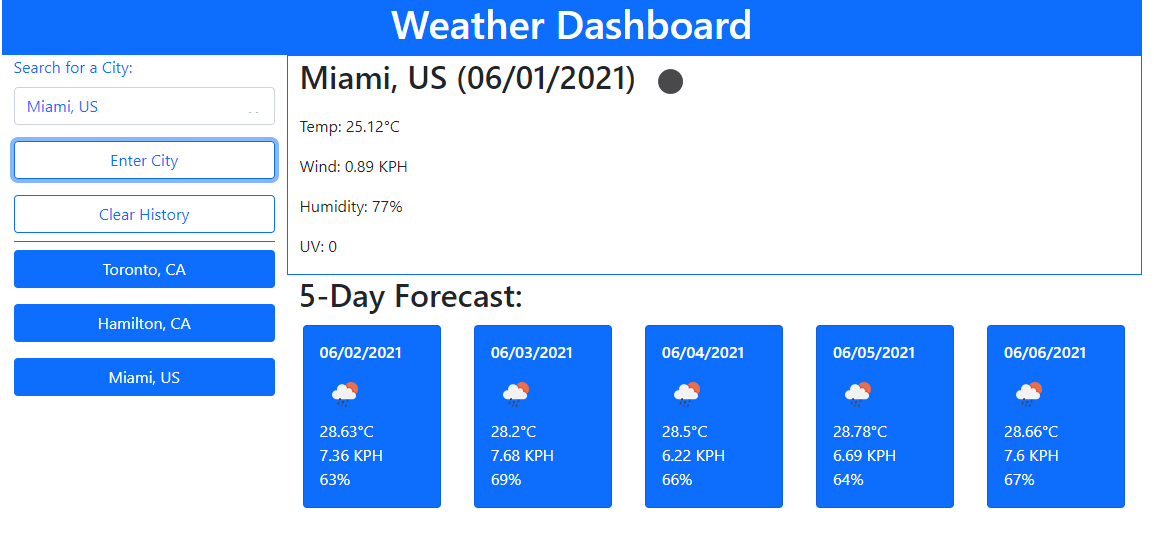 Weather Dashboard
Search for a City:
Miami, US
Enter City
Clear History
Toronto, CA
Hamilton, CA
Miami, US
Miami, US (06/01/2021)
Temp: 25.12°C
Wind: 0.89 KPH
Humidity: 77%
UV: 0
5-Day Forecast:
06/02/2021
28.63°C
7.36 KPH
63%
06/03/2021
28.2°C
7.68 KPH
69%
06/04/2021
28.5°C
6.22 KPH
66%
06/05/2021
28.78°C
6.69 KPH
64%
06/06/2021
28.66°C
7.6 KPH
67%